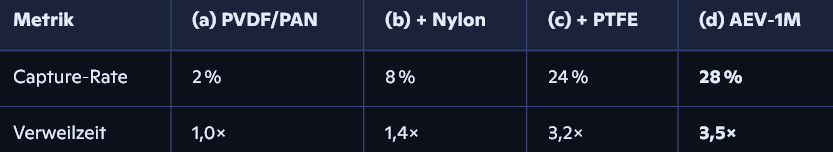 Metrik (a) PVDF/PAN (b) + Nylon (c) + PTFE (d) AEV-1M
Capture-Rate 2 % 8 % 24 % 28 %
Verweilzeit 1,0× 1,4× 3,2× 3,5×